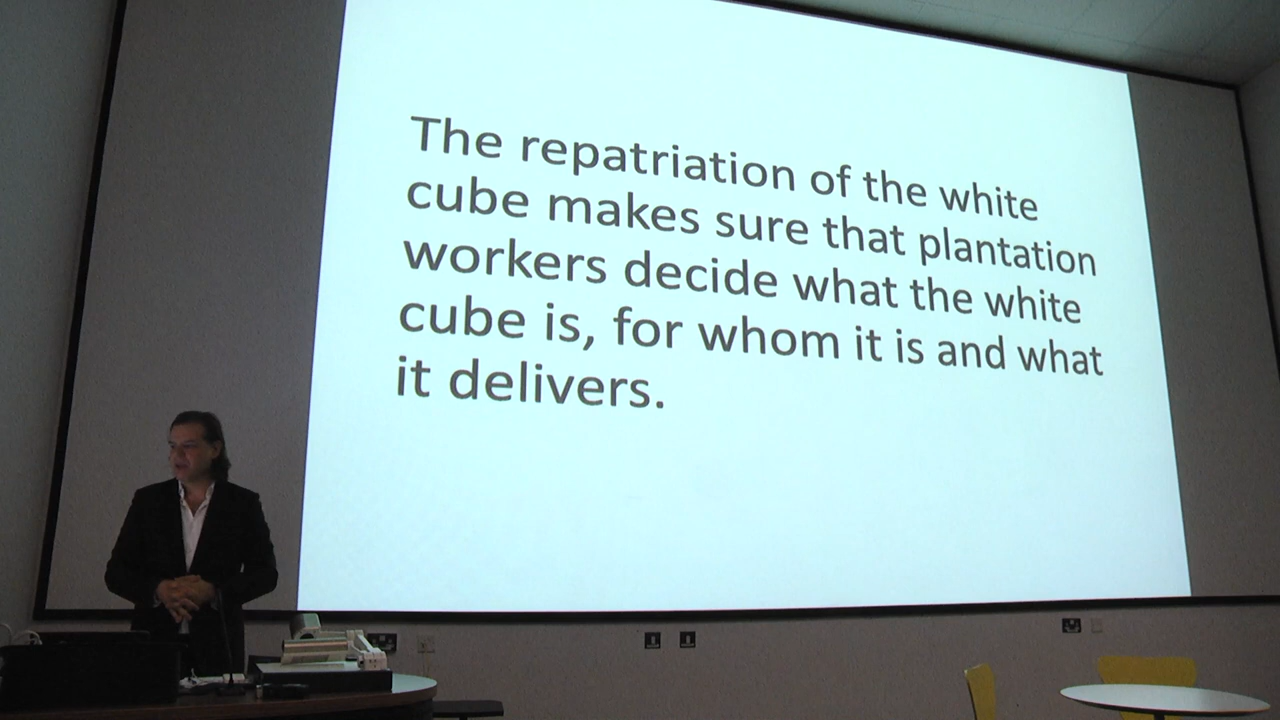 The repatriation of the white
cube makes sure that plantation
workers decide what the white
cube is, for whom it is and what
it delivers.